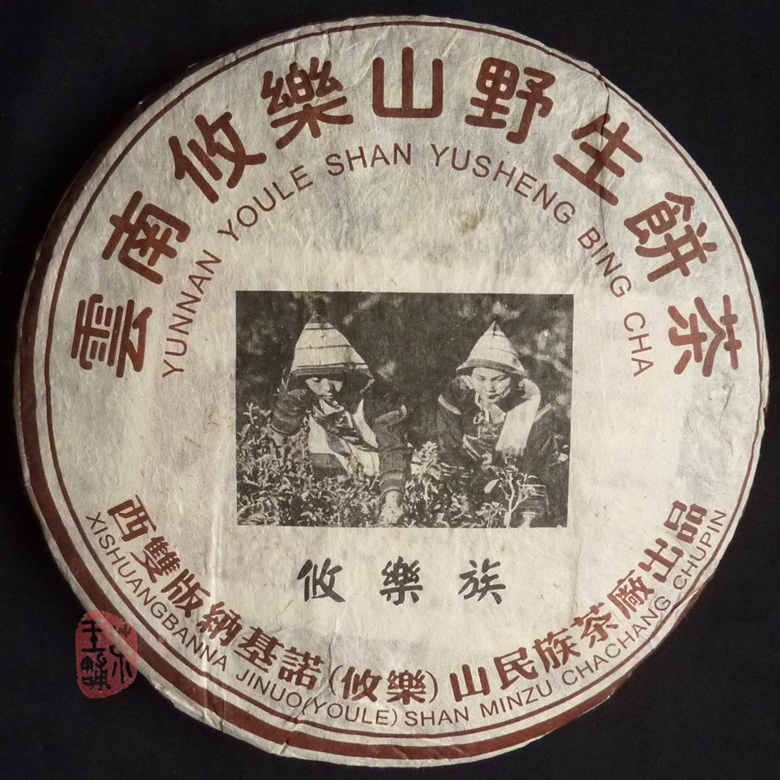 雲南攸樂山野生餅茶
YUNNAN YOULE SHAN YUSHENG BING CHA
攸樂族
西雙版納基諾(攸樂)山民族茶廠出品
XISHUANGBANNA JINUO(YOULE) SHAN MINZU CHACHANG CHUPIN